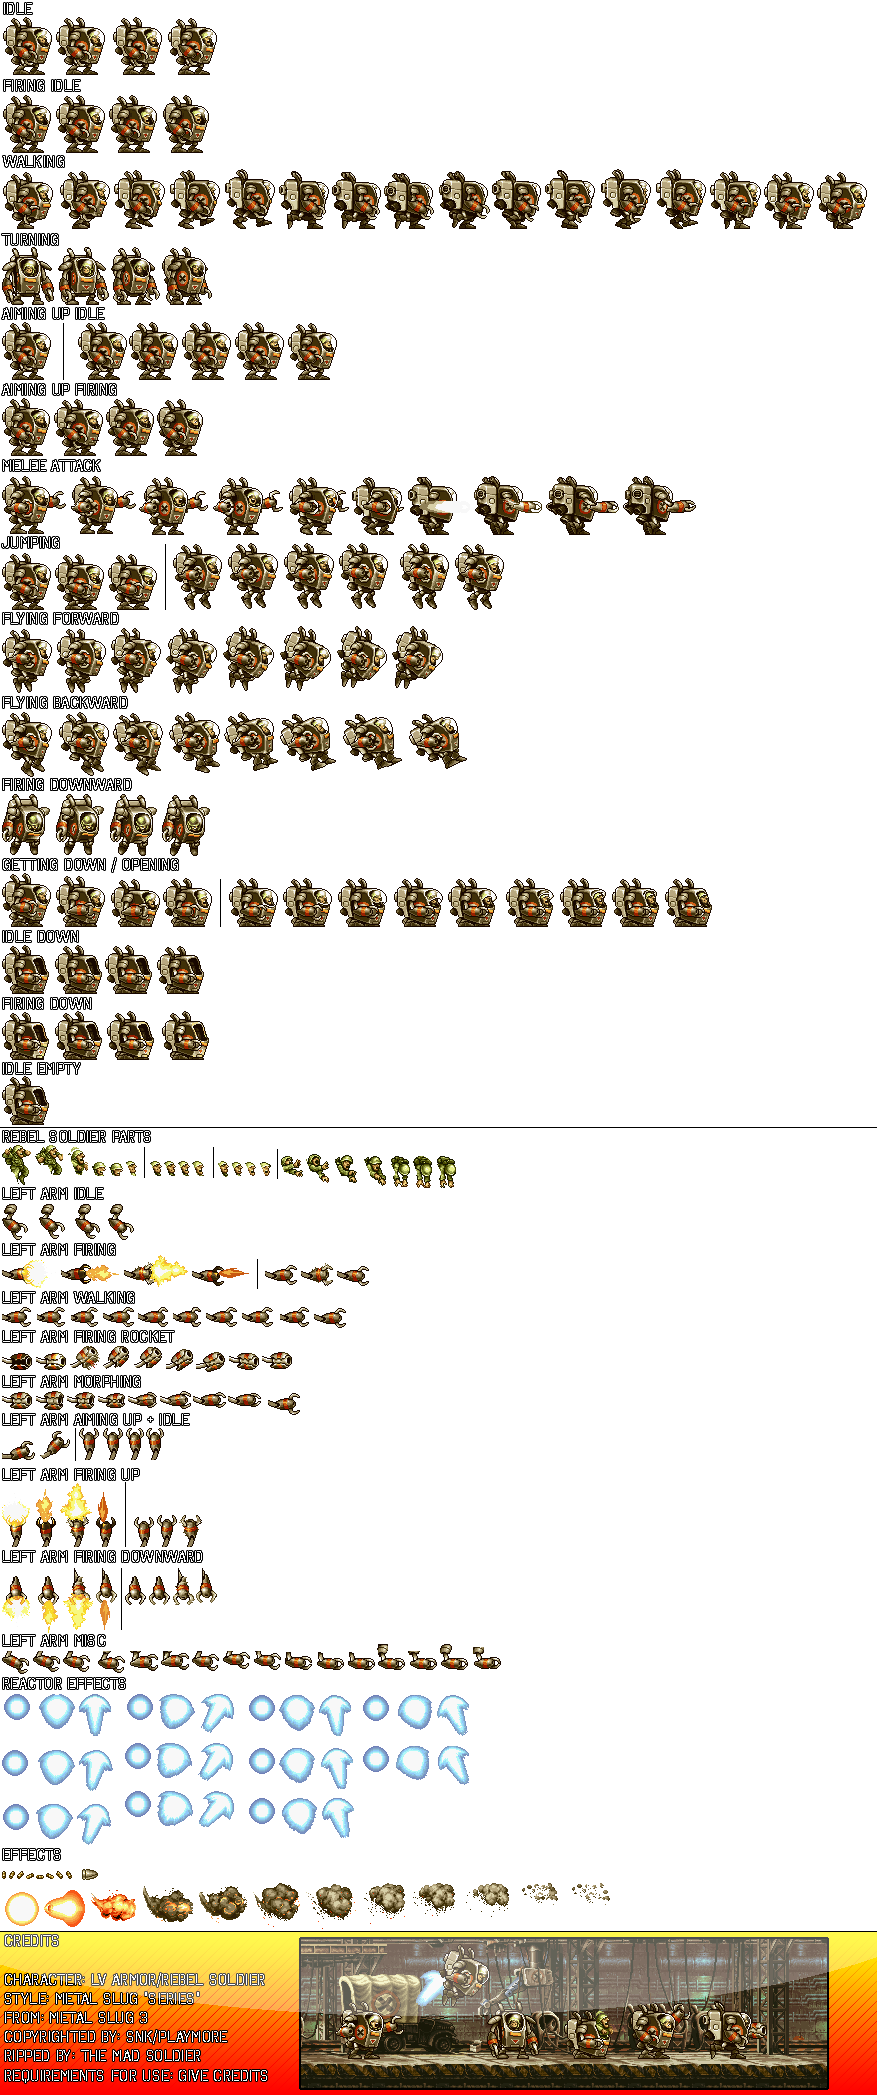 IDLE
FIRING IDLE
WALKING
TURNING
AIMING UP IDLE
AIMING UP FIRING
MELEE ATTACK
JUMPING
FLYING FORWARD
FLYING BACKWARD
FIRING DOWNWARD
GETTING DOWN / OPENING
IDLE DOWN
FIRING DOWN
IDLE EMPTY
REBEL SOLDIER PARTS
LEFT ARM IDLE
LEFT ARM FIRING
LEFT ARM WALKING
LEFT ARM FIRING ROCKET
LEFT ARM MORPHING
LEFT ARM AIMING UP + IDLE
LEFT ARM FIRING UP
LEFT ARM FIRING DOWNWARD
LEFT ARM MISC
REACTOR EFFECTS
EFFECTS
CREDITS
CHARACTER: LV ARMOR/REBEL SOLDIER
STYLE: METAL SLUG "SERIES"
FROM: METAL SLUG 3
COPYRIGHTED BY: SNK/PLAYMORE
RIPPED BY: THE MAD SOLDIER
REQUIREMENTS FOR USE: GIVE CREDITS